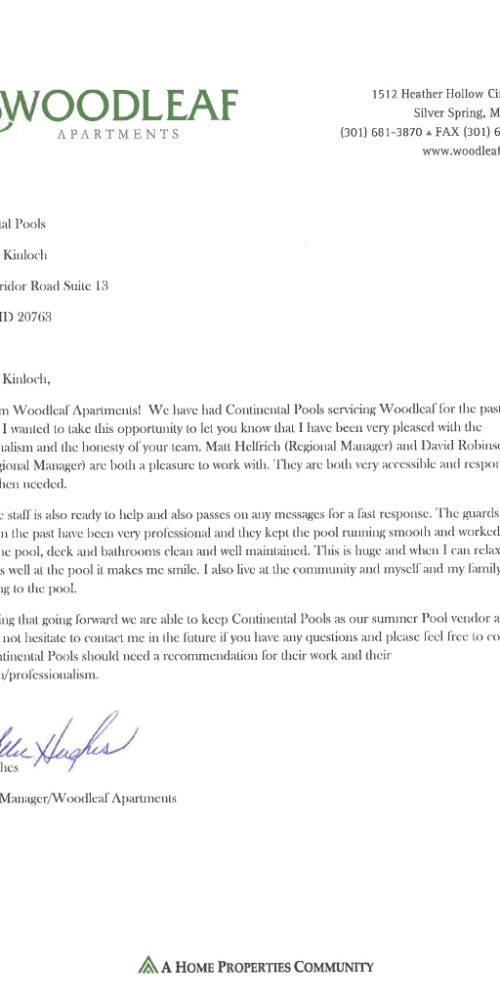 WOODLEAF
APARTMENTS
1512 Heather Hollow Ci
Silver Spring, M
(301) 681-3870 ▲ FAX (301) 6
www.woodleaf
al Pools
Kinloch
ridor Road Suite 13
ID 20763
Kinloch,
m Woodleaf Apartments! We have had Continental Pools servicing Woodleaf for the past
I wanted to take this opportunity to let you know that I have been very pleased with the
nalism and the honesty of your team. Matt Helfrich (Regional Manager) and David Robins
gional Manager) are both a pleasure to work with. They are both very accessible and respon
hen needed.
e staff is also ready to help and also passes on any messages for a fast response. The guards
n the past have been very professional and they kept the pool running smooth and worked
he pool, deck and bathrooms clean and well maintained. This is huge and when I can relax
s well at the pool it makes me smile. I also live at the community and myself and my family
ng to the pool.
ing that going forward we are able to keep Continental Pools as our summer Pool vendor a
not hesitate to contact me in the future if you have any questions and please feel free to co
ntinental Pools should need a recommendation for their work and their
n/professionalism.
Hughes
hes
Manager/Woodleaf Apartments
A HOME PROPERTIES COMMUNITY